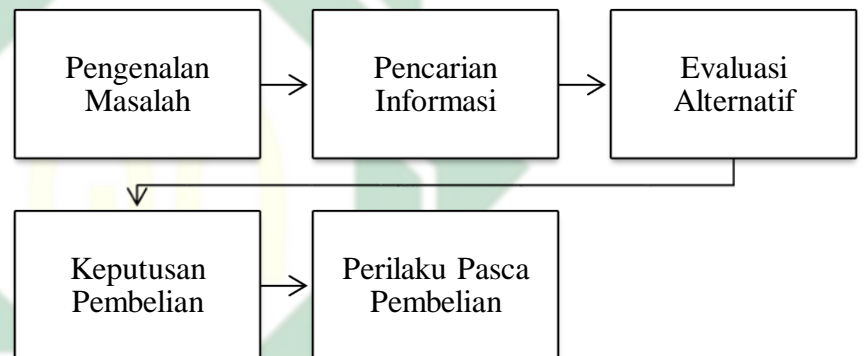 Pengenalan
Masalah
Pencarian
Informasi
Evaluasi
Alternatif
Keputusan
Pembelian
Perilaku Pasca
Pembelian